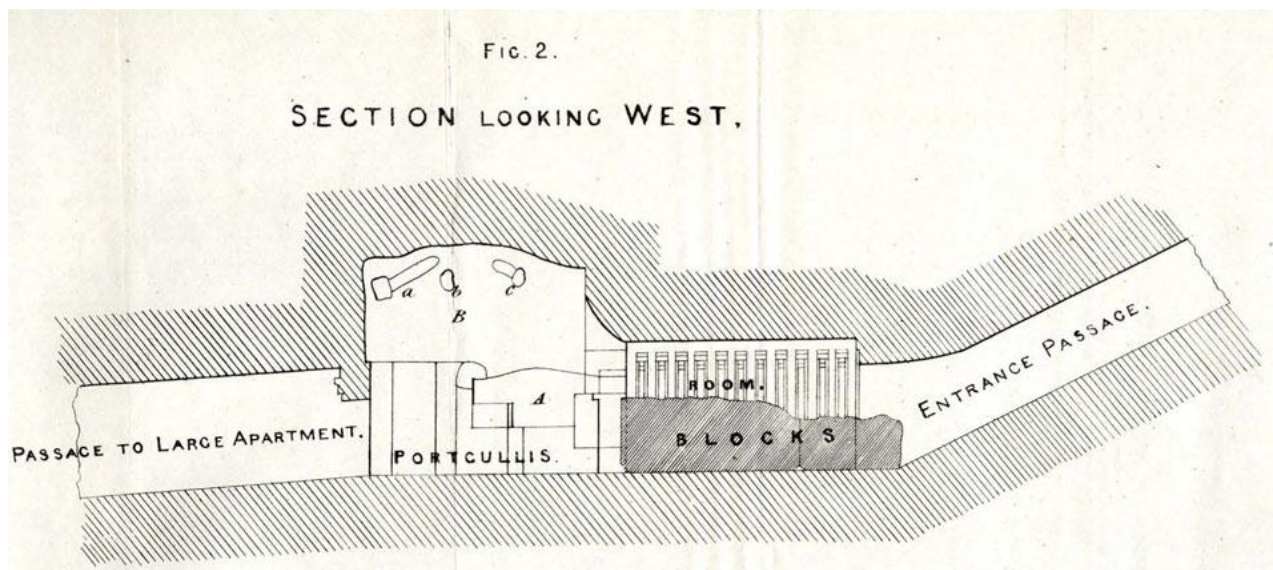 FIG. 2.
SECTION LOOKING WEST,
a b c
B
ROOM.
A
ENTRANCE PASSAGE.
BLOCKS
PASSAGE TO LARGE APARTMENT.
PORTCULLIS.